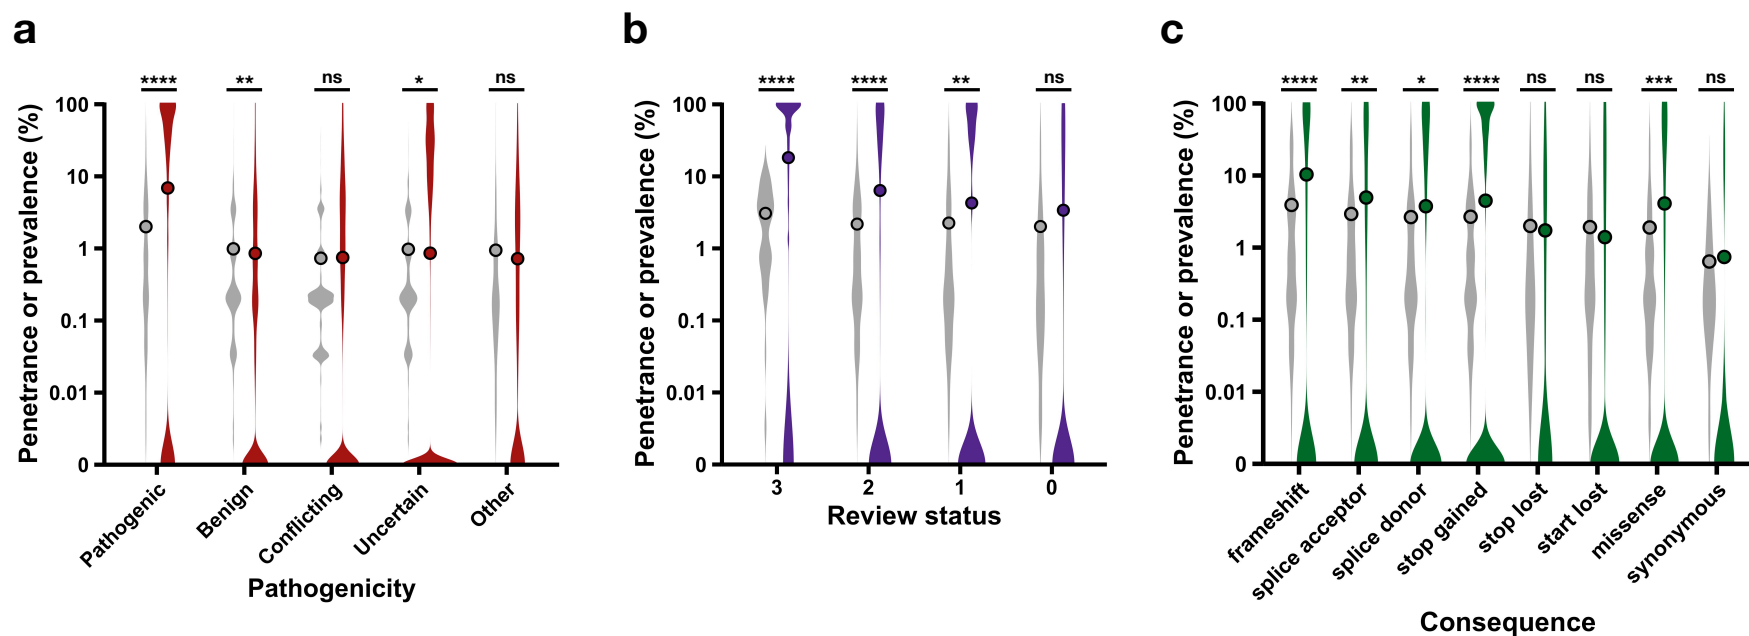 a
Penetrance or prevalence (%)
100
10
1
0.1
0.01
0
****
**
ns
*
ns
Pathogenic
Benign
Conflicting
Uncertain
Other
Pathogenicity
b
Penetrance or prevalence (%)
100
10
1
0.1
0.01
0
****
****
**
ns
3
2
1
0
Review status
c
Penetrance or prevalence (%)
100
10
1
0.1
0.01
0
****
**
*
****
ns
ns
***
ns
frameshift
splice acceptor
splice donor
stop gained
stop lost
start lost
missense
synonymous
Consequence